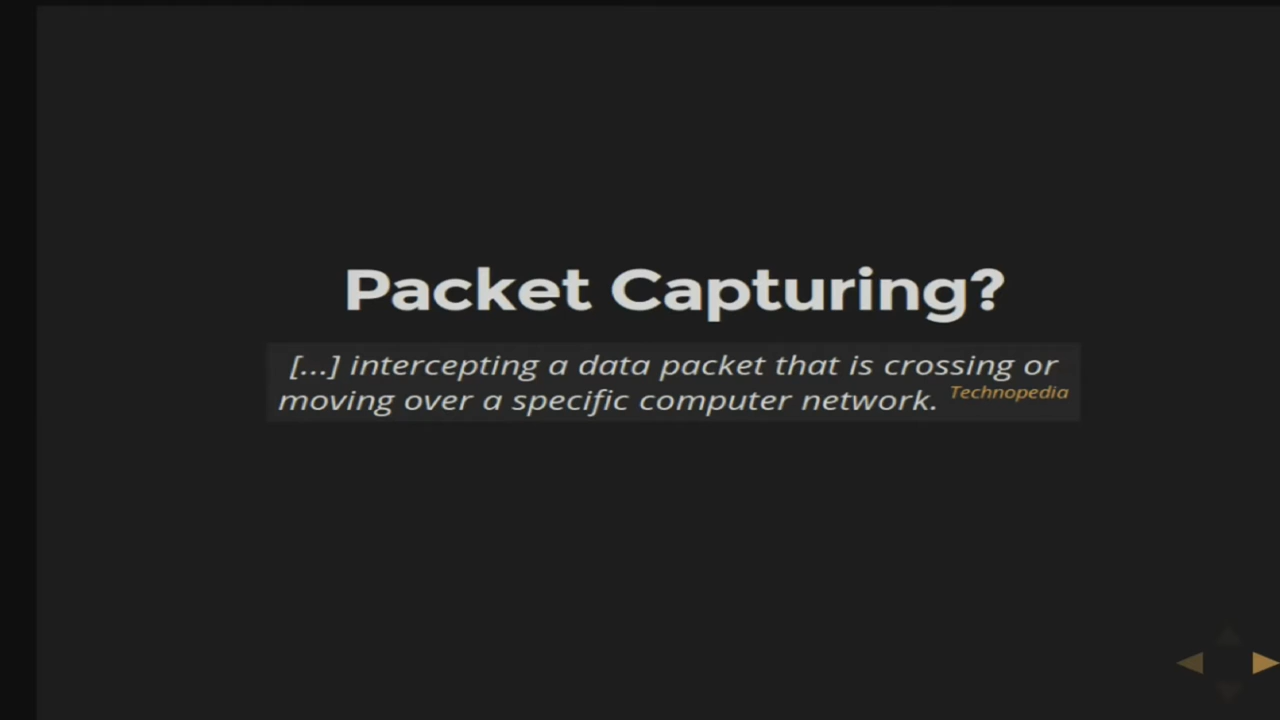 Packet Capturing?
[...] intercepting a data packet that is crossing or
moving over a specific computer network. Technopedia